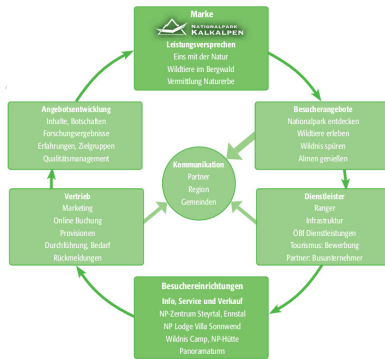 Marke
NATIONALPARK
KALKALPEN
Leistungsversprechen
Eins mit der Natur
Wildtiere im Bergwald
Vermittlung Naturerbe
Angebotsentwicklung
Inhalte, Botschaften
Forschungsergebnisse
Erfahrungen, Zielgruppen
Qualitätsmanagement
Besucherangebote
Nationalpark entdecken
Wildtiere erleben
Wildnis spüren
Almen genießen
Kommunikation
Partner
Region
Gemeinden
Vertrieb
Marketing
Online Buchung
Provisionen
Durchführung, Bedarf
Rückmeldungen
Dienstleister
Ranger
Infrastruktur
ÖBf Dienstleistungen
Tourismus: Bewerbung
Partner: Busunternehmer
Besuchereinrichtungen
Info, Service und Verkauf
NP-Zentrum Steyrtal, Ennstal
NP Lodge Villa Sonnwend
Wildnis Camp, NP-Hütte
Panoramaturm